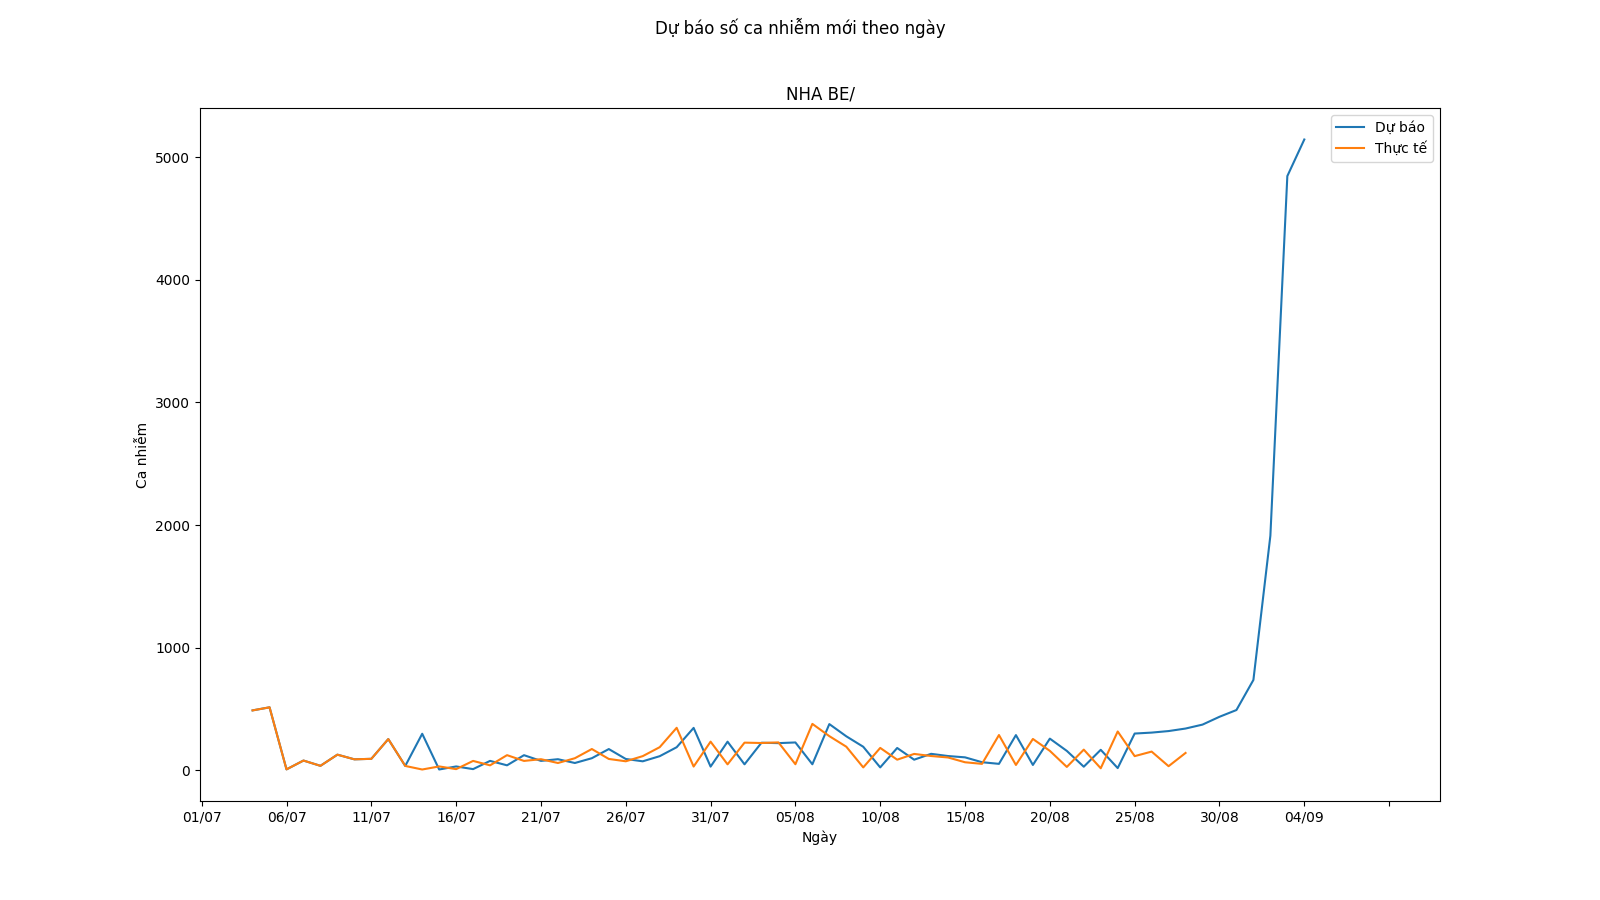 Dự báo số ca nhiễm mới theo ngày
NHA BE/
Dự báo
Thực tế
5000
4000
3000
2000
1000
0
Ca nhiễm
01/07 06/07 11/07 16/07 21/07 26/07 31/07 05/08 10/08 15/08 20/08 25/08 30/08 04/09
Ngày